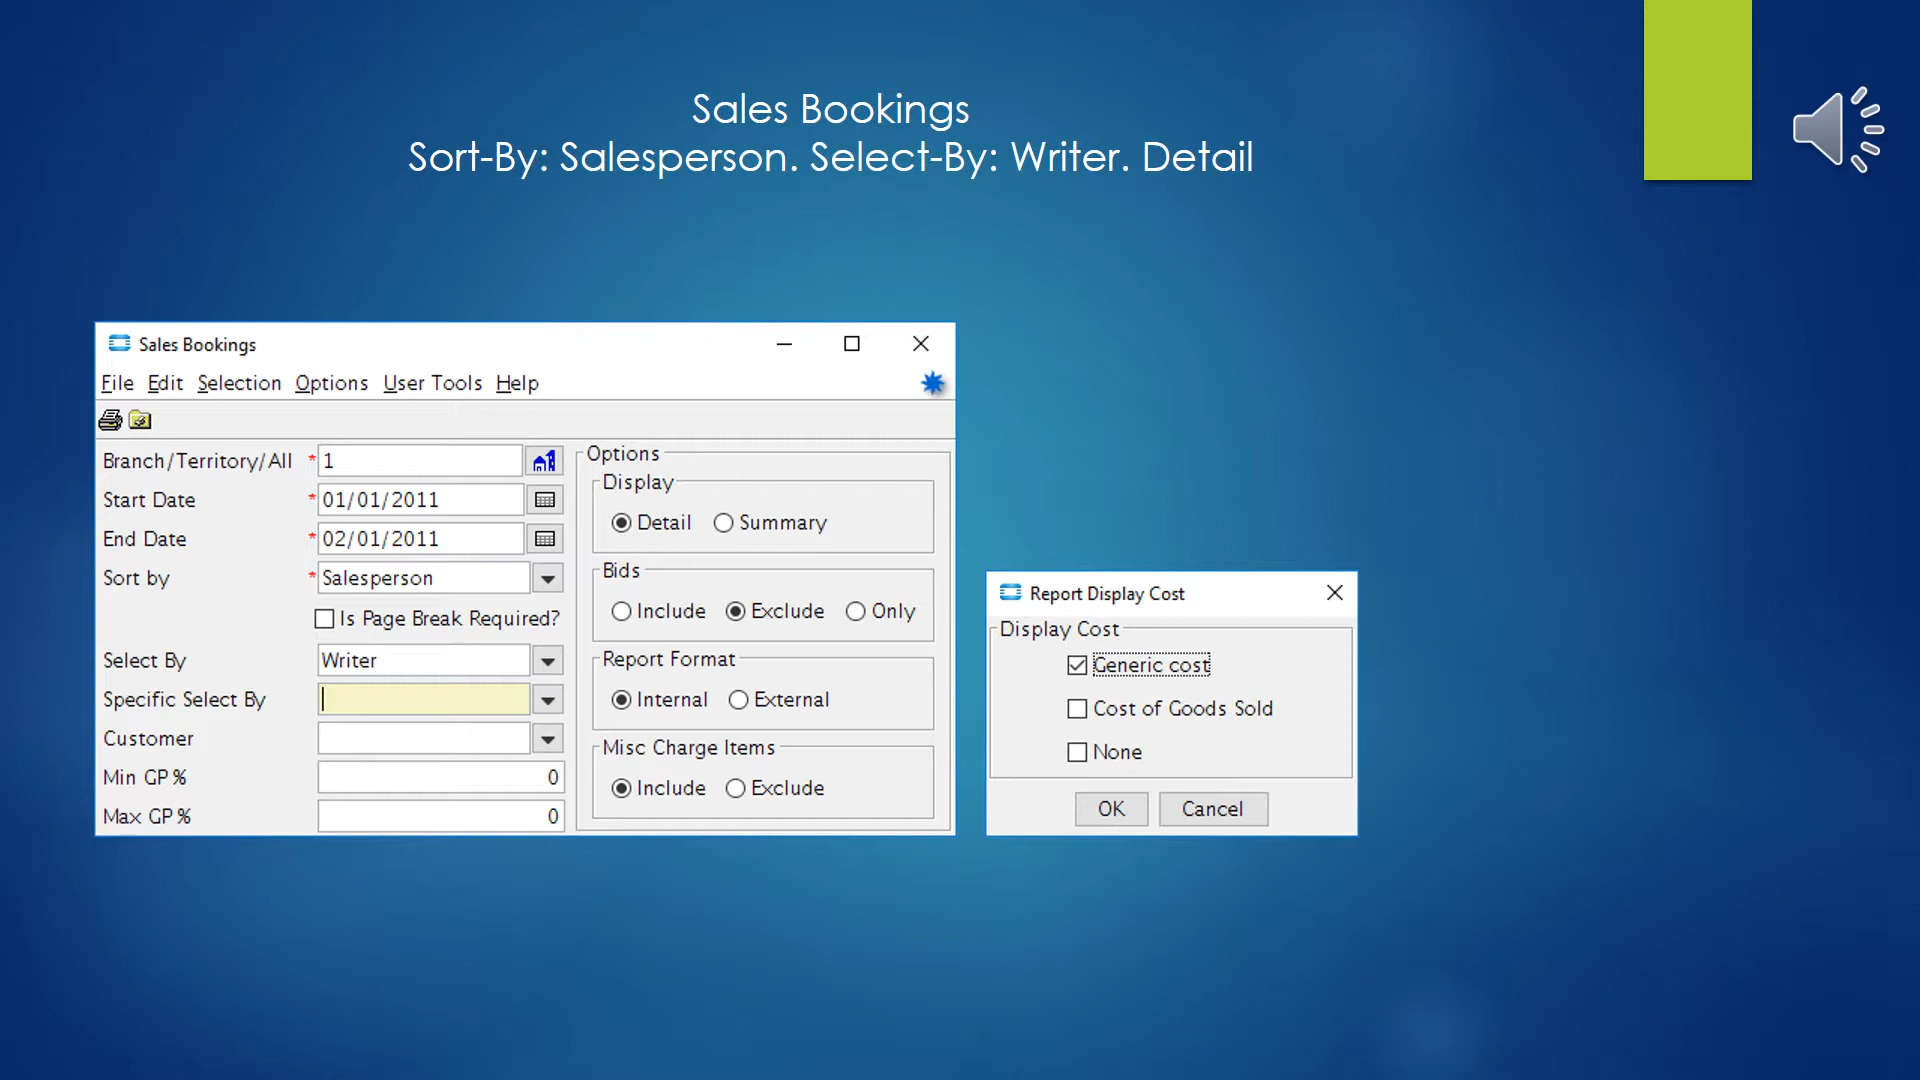 Sales Bookings
Sort-By: Salesperson. Select-By: Writer. Detail
Sales Bookings
File Edit Selection Options User Tools Help
Branch/Territory/All * 1
Start Date * 01/01/2011
End Date * 02/01/2011
Sort by * Salesperson
Is Page Break Required?
Select By Writer
Specific Select By
Customer
Min GP% 0
Max GP% 0
Options
Display
Detail Summary
Bids
Include Exclude Only
Report Format
Internal External
Misc Charge Items
Include Exclude
Report Display Cost
Display Cost
Generic cost
Cost of Goods Sold
None
OK Cancel